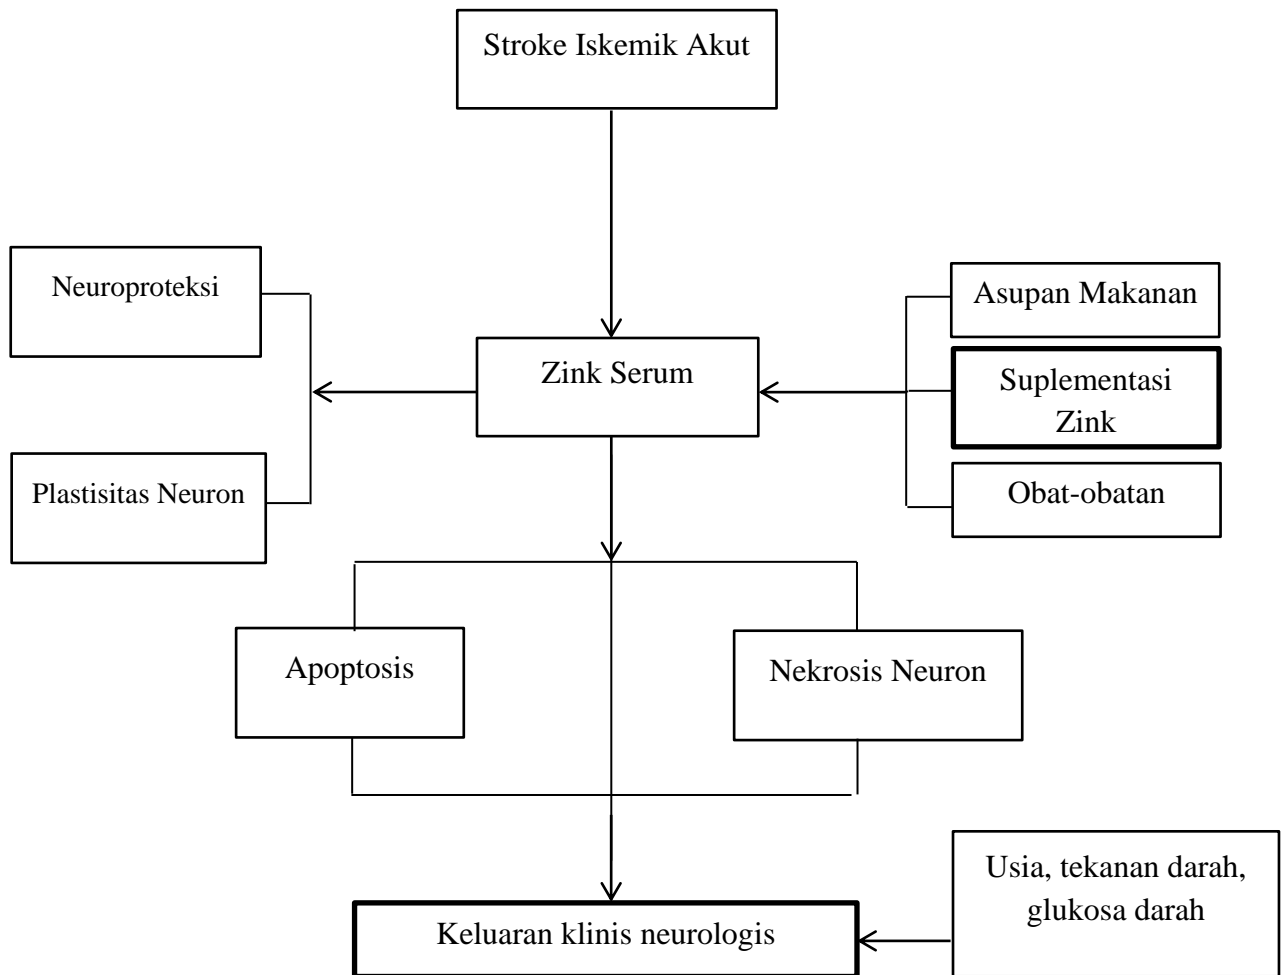 Stroke Iskemik Akut
Neuroproteksi
Asupan Makanan
Zink Serum
Suplementasi
Zink
Plastisitas Neuron
Obat-obatan
Apoptosis
Nekrosis Neuron
Usia, tekanan darah,
glukosa darah
Keluaran klinis neurologis